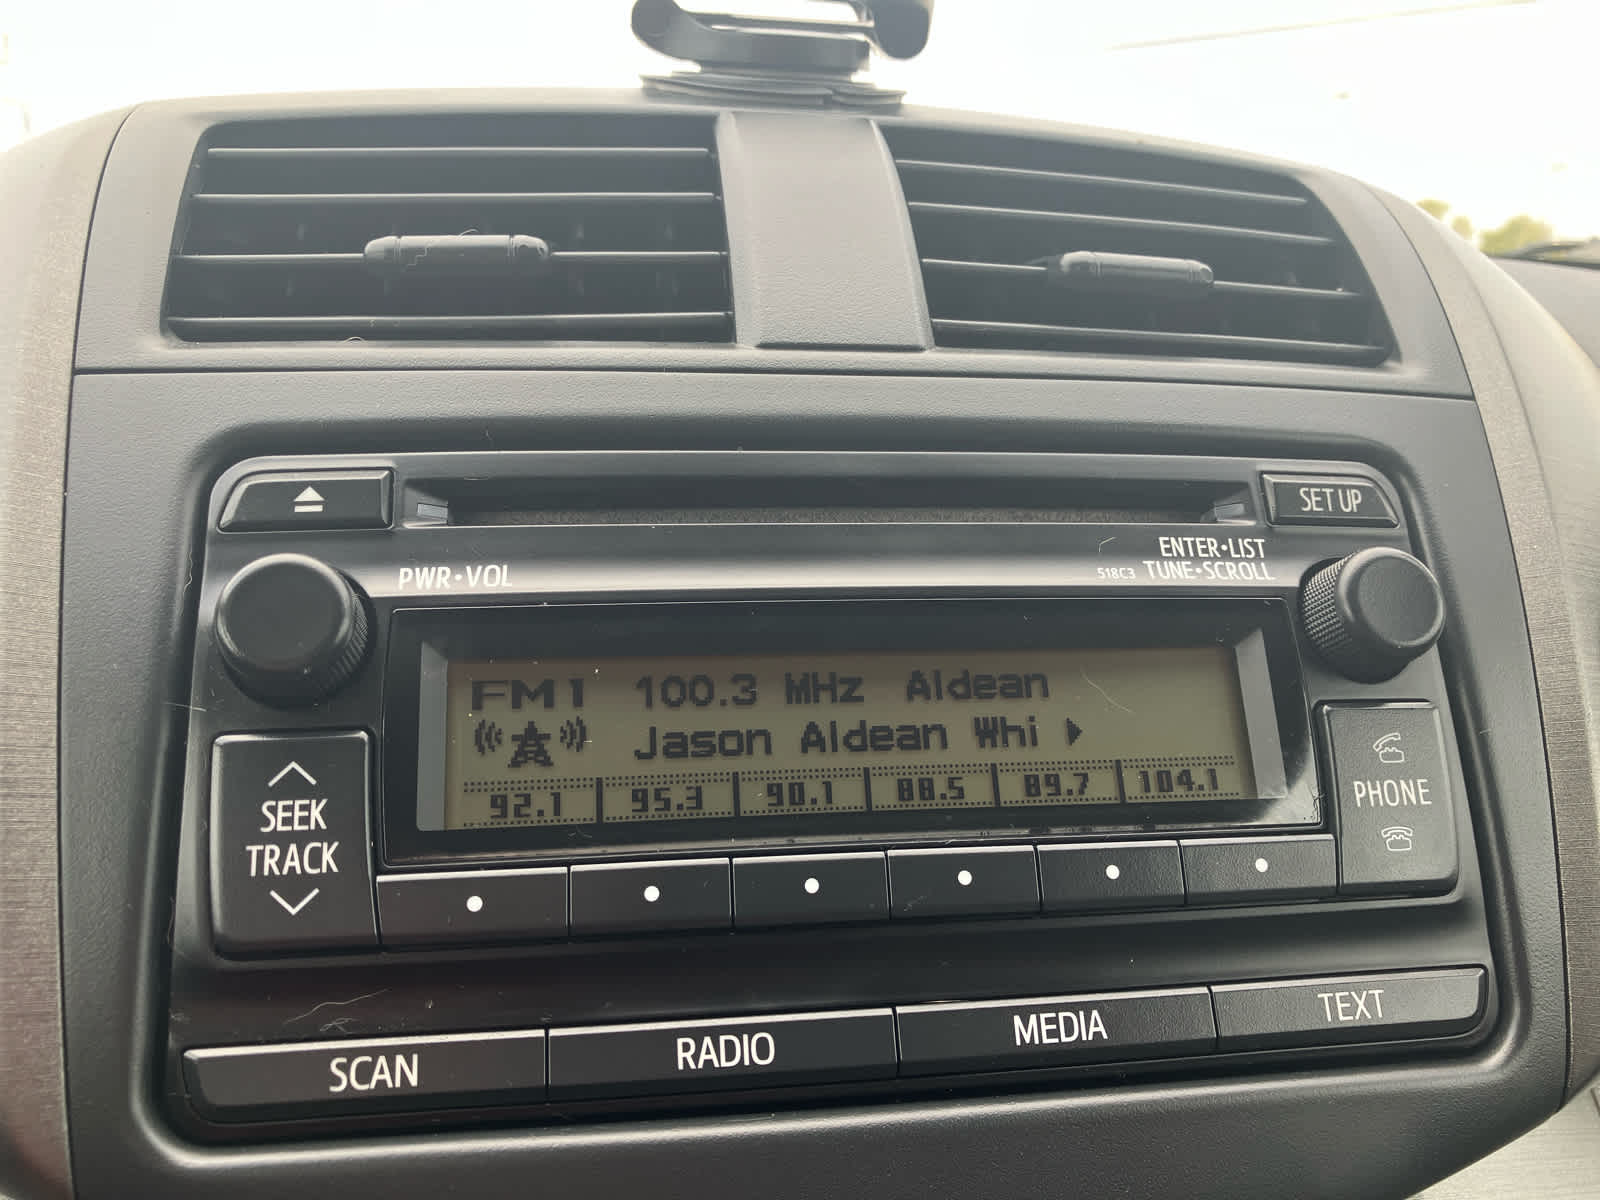 SET UP
PWR•VOL
ENTER•LIST
518C3 TUNE•SCROLL
FM1 100.3 MHz Aldean
Jason Aldean Whi
92.1 95.3 90.1 88.5 89.7 104.1
SEEK
TRACK
PHONE
SCAN RADIO MEDIA TEXT